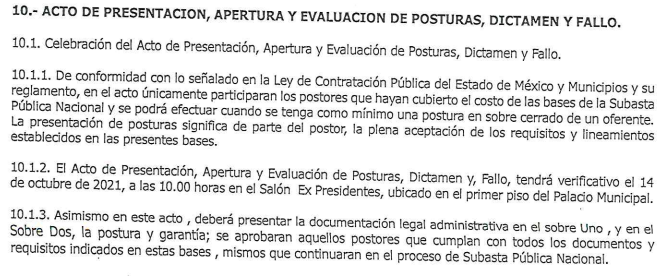 10.- ACTO DE PRESENTACION, APERTURA Y EVALUACION DE POSTURAS, DICTAMEN Y FALLO.
10.1. Celebración del Acto de Presentación, Apertura y Evaluación de Posturas, Dictamen y Fallo.
10.1.1. De conformidad con lo señalado en la Ley de Contratación Pública del Estado de México y Municipios y su
reglamento, en el acto únicamente participaran los postores que hayan cubierto el costo de las bases de la Subasta
Pública Nacional y se podrá efectuar cuando se tenga como mínimo una postura en sobre cerrado de un oferente.
La presentación de posturas significa de parte del postor, la plena aceptación de los requisitos y lineamientos
establecidos en las presentes bases.
10.1.2. El Acto de Presentación, Apertura y Evaluación de Posturas, Dictamen y, Fallo, tendrá verificativo el 14
de octubre de 2021, a las 10.00 horas en el Salón Ex Presidentes, ubicado en el primer piso del Palacio Municipal.
10.1.3. Asimismo en este acto , deberá presentar la documentación legal administrativa en el sobre Uno , y en el
Sobre Dos, la postura y garantía; se aprobaran aquellos postores que cumplan con todos los documentos y
requisitos indicados en estas bases , mismos que continuaran en el proceso de Subasta Pública Nacional.